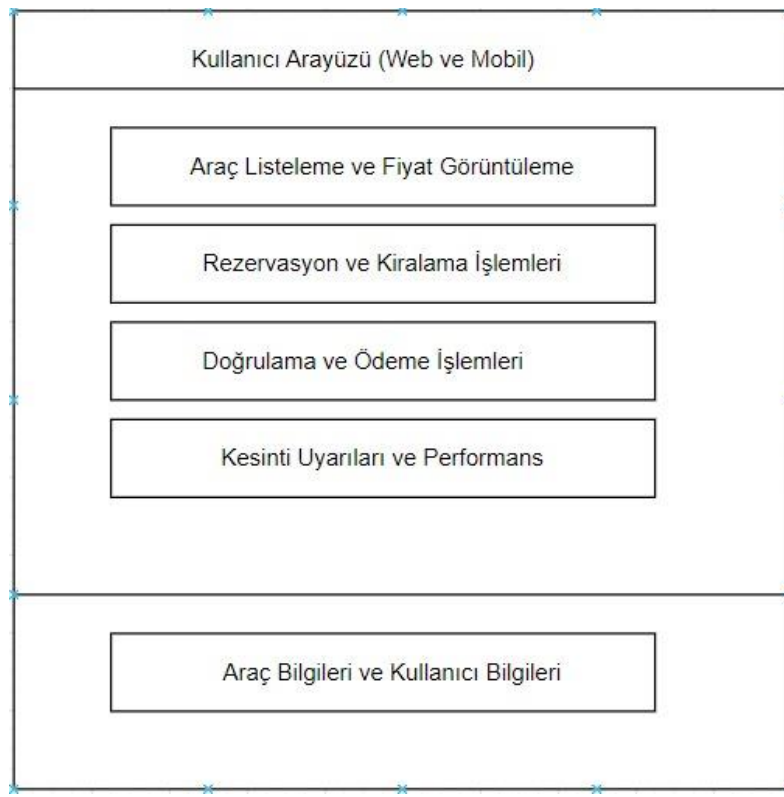 Kullanıcı Arayüzü (Web ve Mobil)
Araç Listeleme ve Fiyat Görüntüleme
Rezervasyon ve Kiralama İşlemleri
Doğrulama ve Ödeme İşlemleri
Kesinti Uyarıları ve Performans
Araç Bilgileri ve Kullanıcı Bilgileri